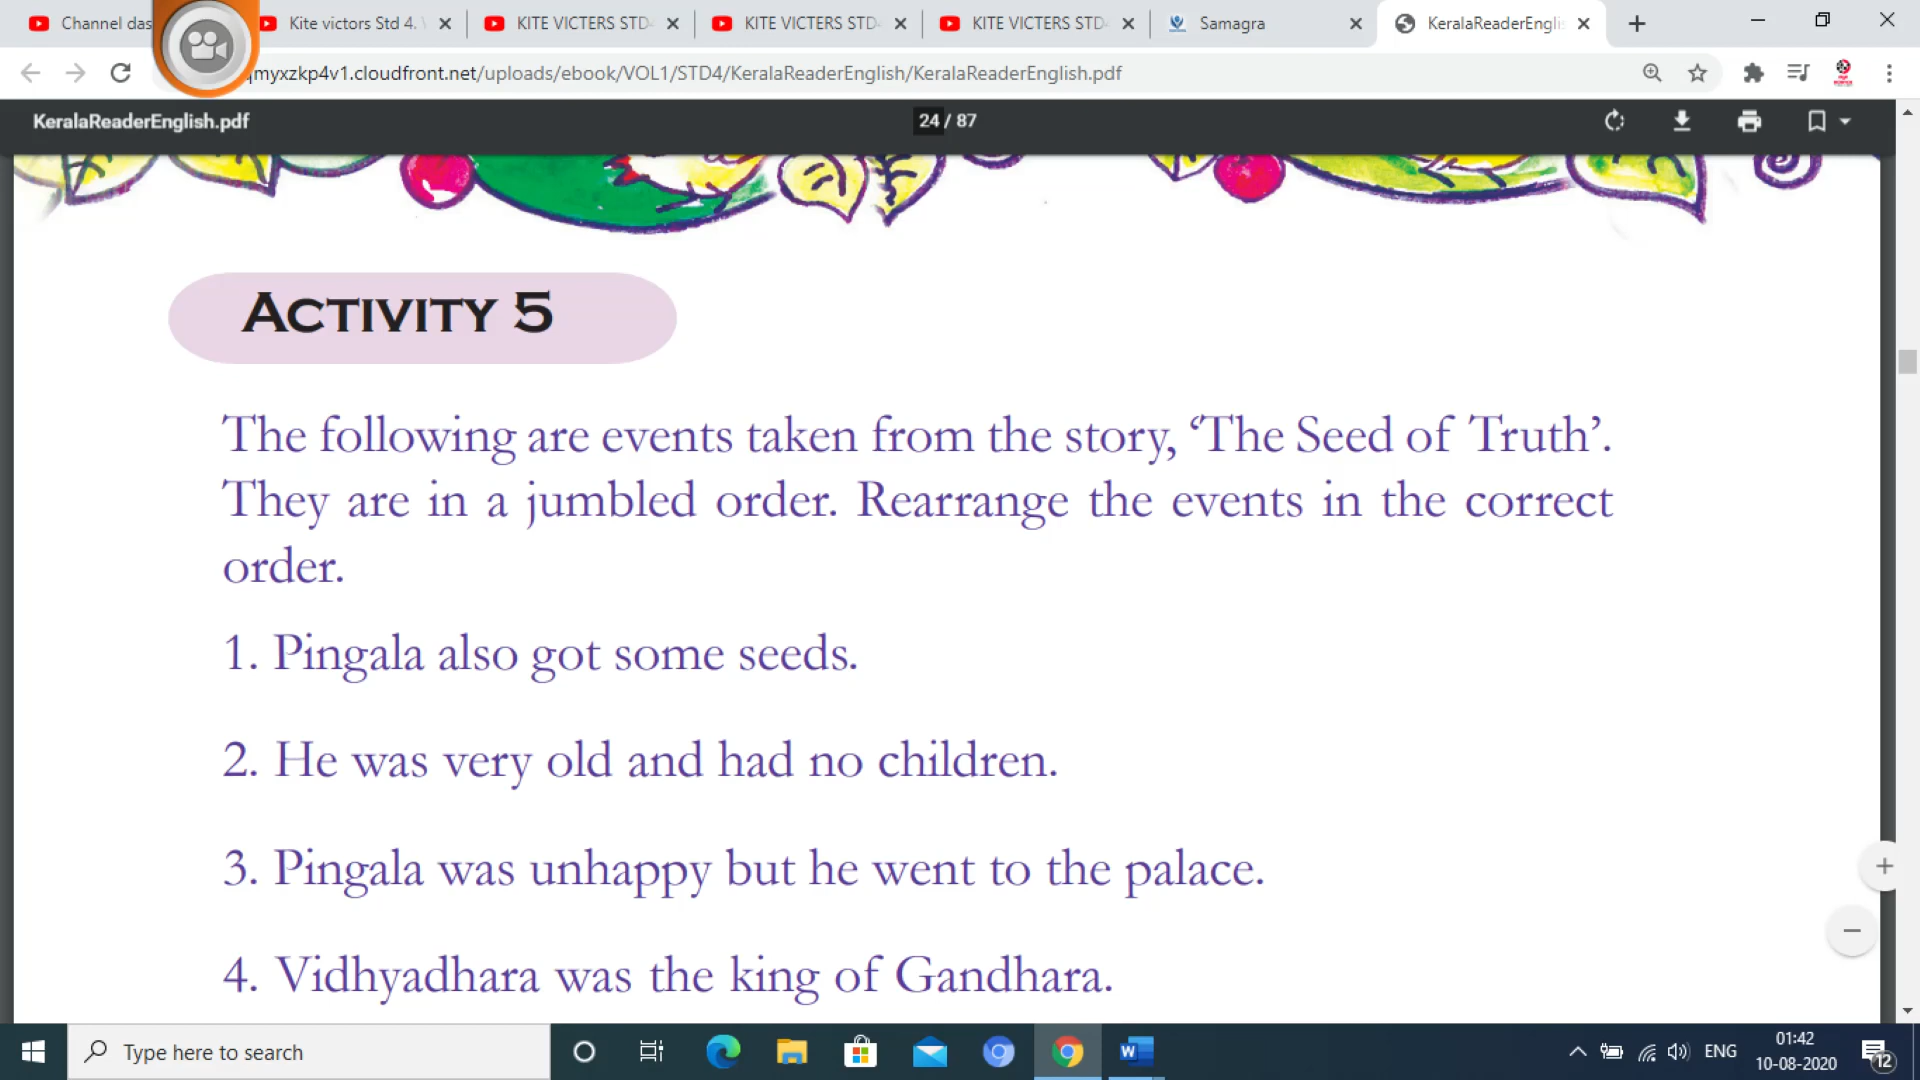 Channel das
Kite victors Std 4.
KITE VICTERS STD
KITE VICTERS STD
KITE VICTERS STD
Samagra
KeralaReaderEngli
myxzkp4v1.cloudfront.net/uploads/ebook/VOL1/STD4/KeralaReaderEnglish/KeralaReaderEnglish.pdf
KeralaReaderEnglish.pdf
24 / 87
ACTIVITY 5
The following are events taken from the story, ‘The Seed of Truth’.
They are in a jumbled order. Rearrange the events in the correct
order.
1. Pingala also got some seeds.
2. He was very old and had no children.
3. Pingala was unhappy but he went to the palace.
4. Vidhyadhara was the king of Gandhara.
Type here to search
ENG
01:42
10-08-2020
12